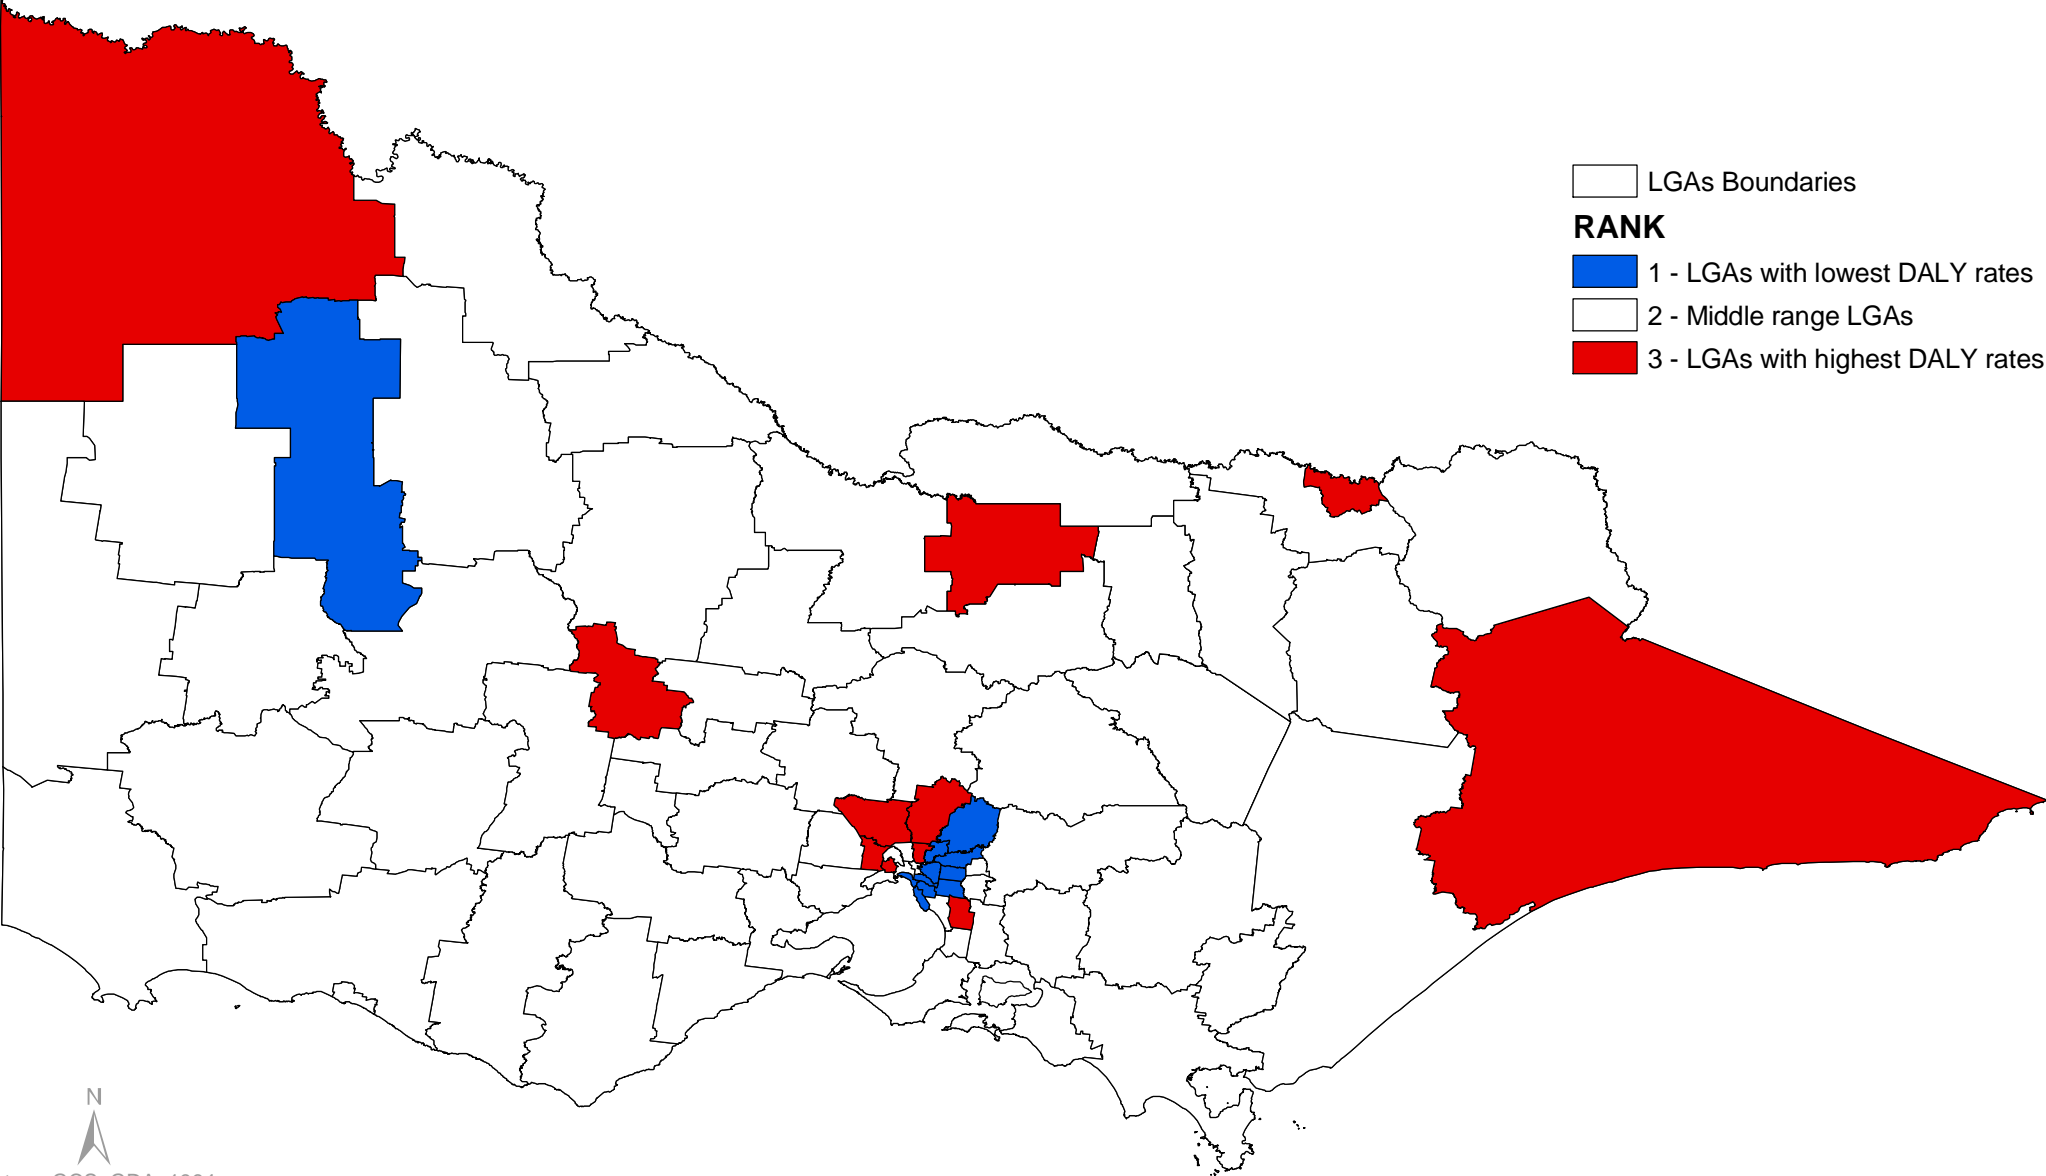 LGAs Boundaries
RANK
1 - LGAs with lowest DALY rates
2 - Middle range LGAs
3 - LGAs with highest DALY rates
N